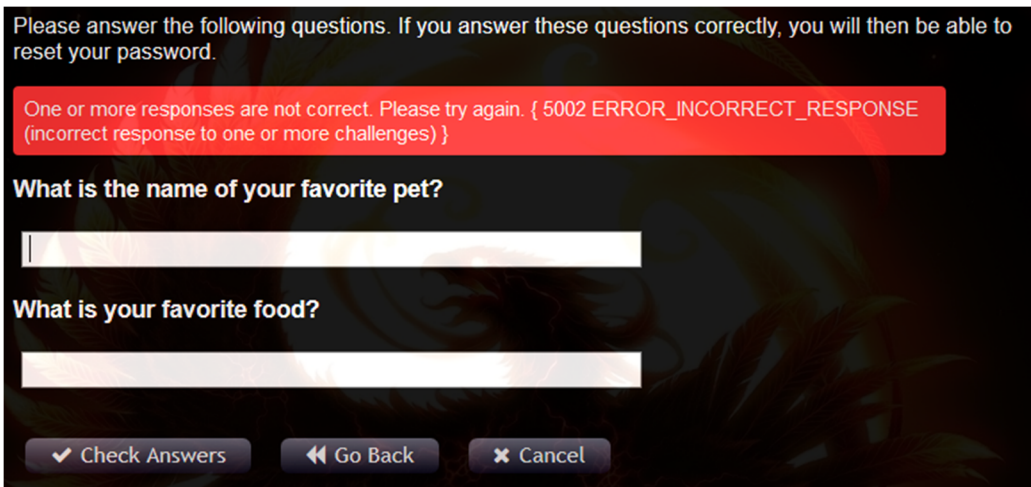 Please answer the following questions. If you answer these questions correctly, you will then be able to
reset your password.
One or more responses are not correct. Please try again. { 5002 ERROR_INCORRECT_RESPONSE
(incorrect response to one or more challenges) }
What is the name of your favorite pet?
What is your favorite food?
Check Answers Go Back Cancel